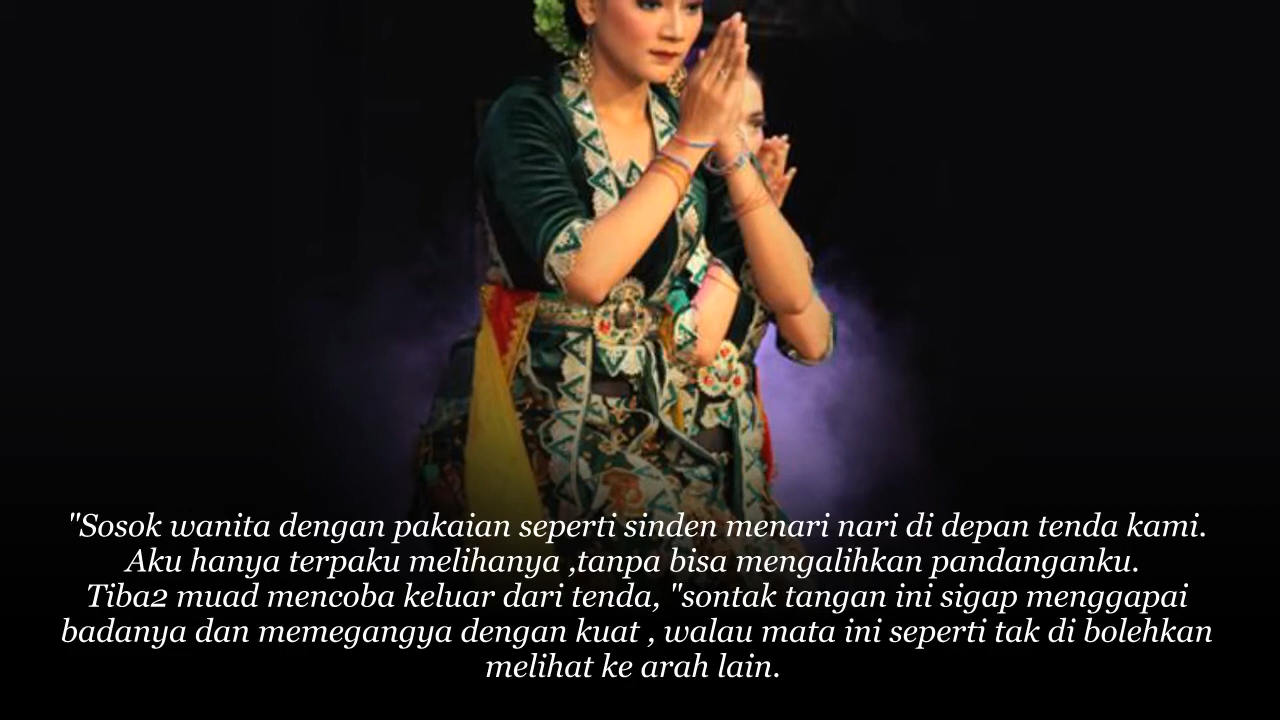 "Sosok wanita dengan pakaian seperti sinden menari nari di depan tenda kami.
Aku hanya terpaku melihanya ,tanpa bisa mengalihkan pandanganku.
Tiba2 muad mencoba keluar dari tenda, "sontak tangan ini sigap menggapai
badanya dan memegangya dengan kuat , walau mata ini seperti tak di bolehkan
melihat ke arah lain.